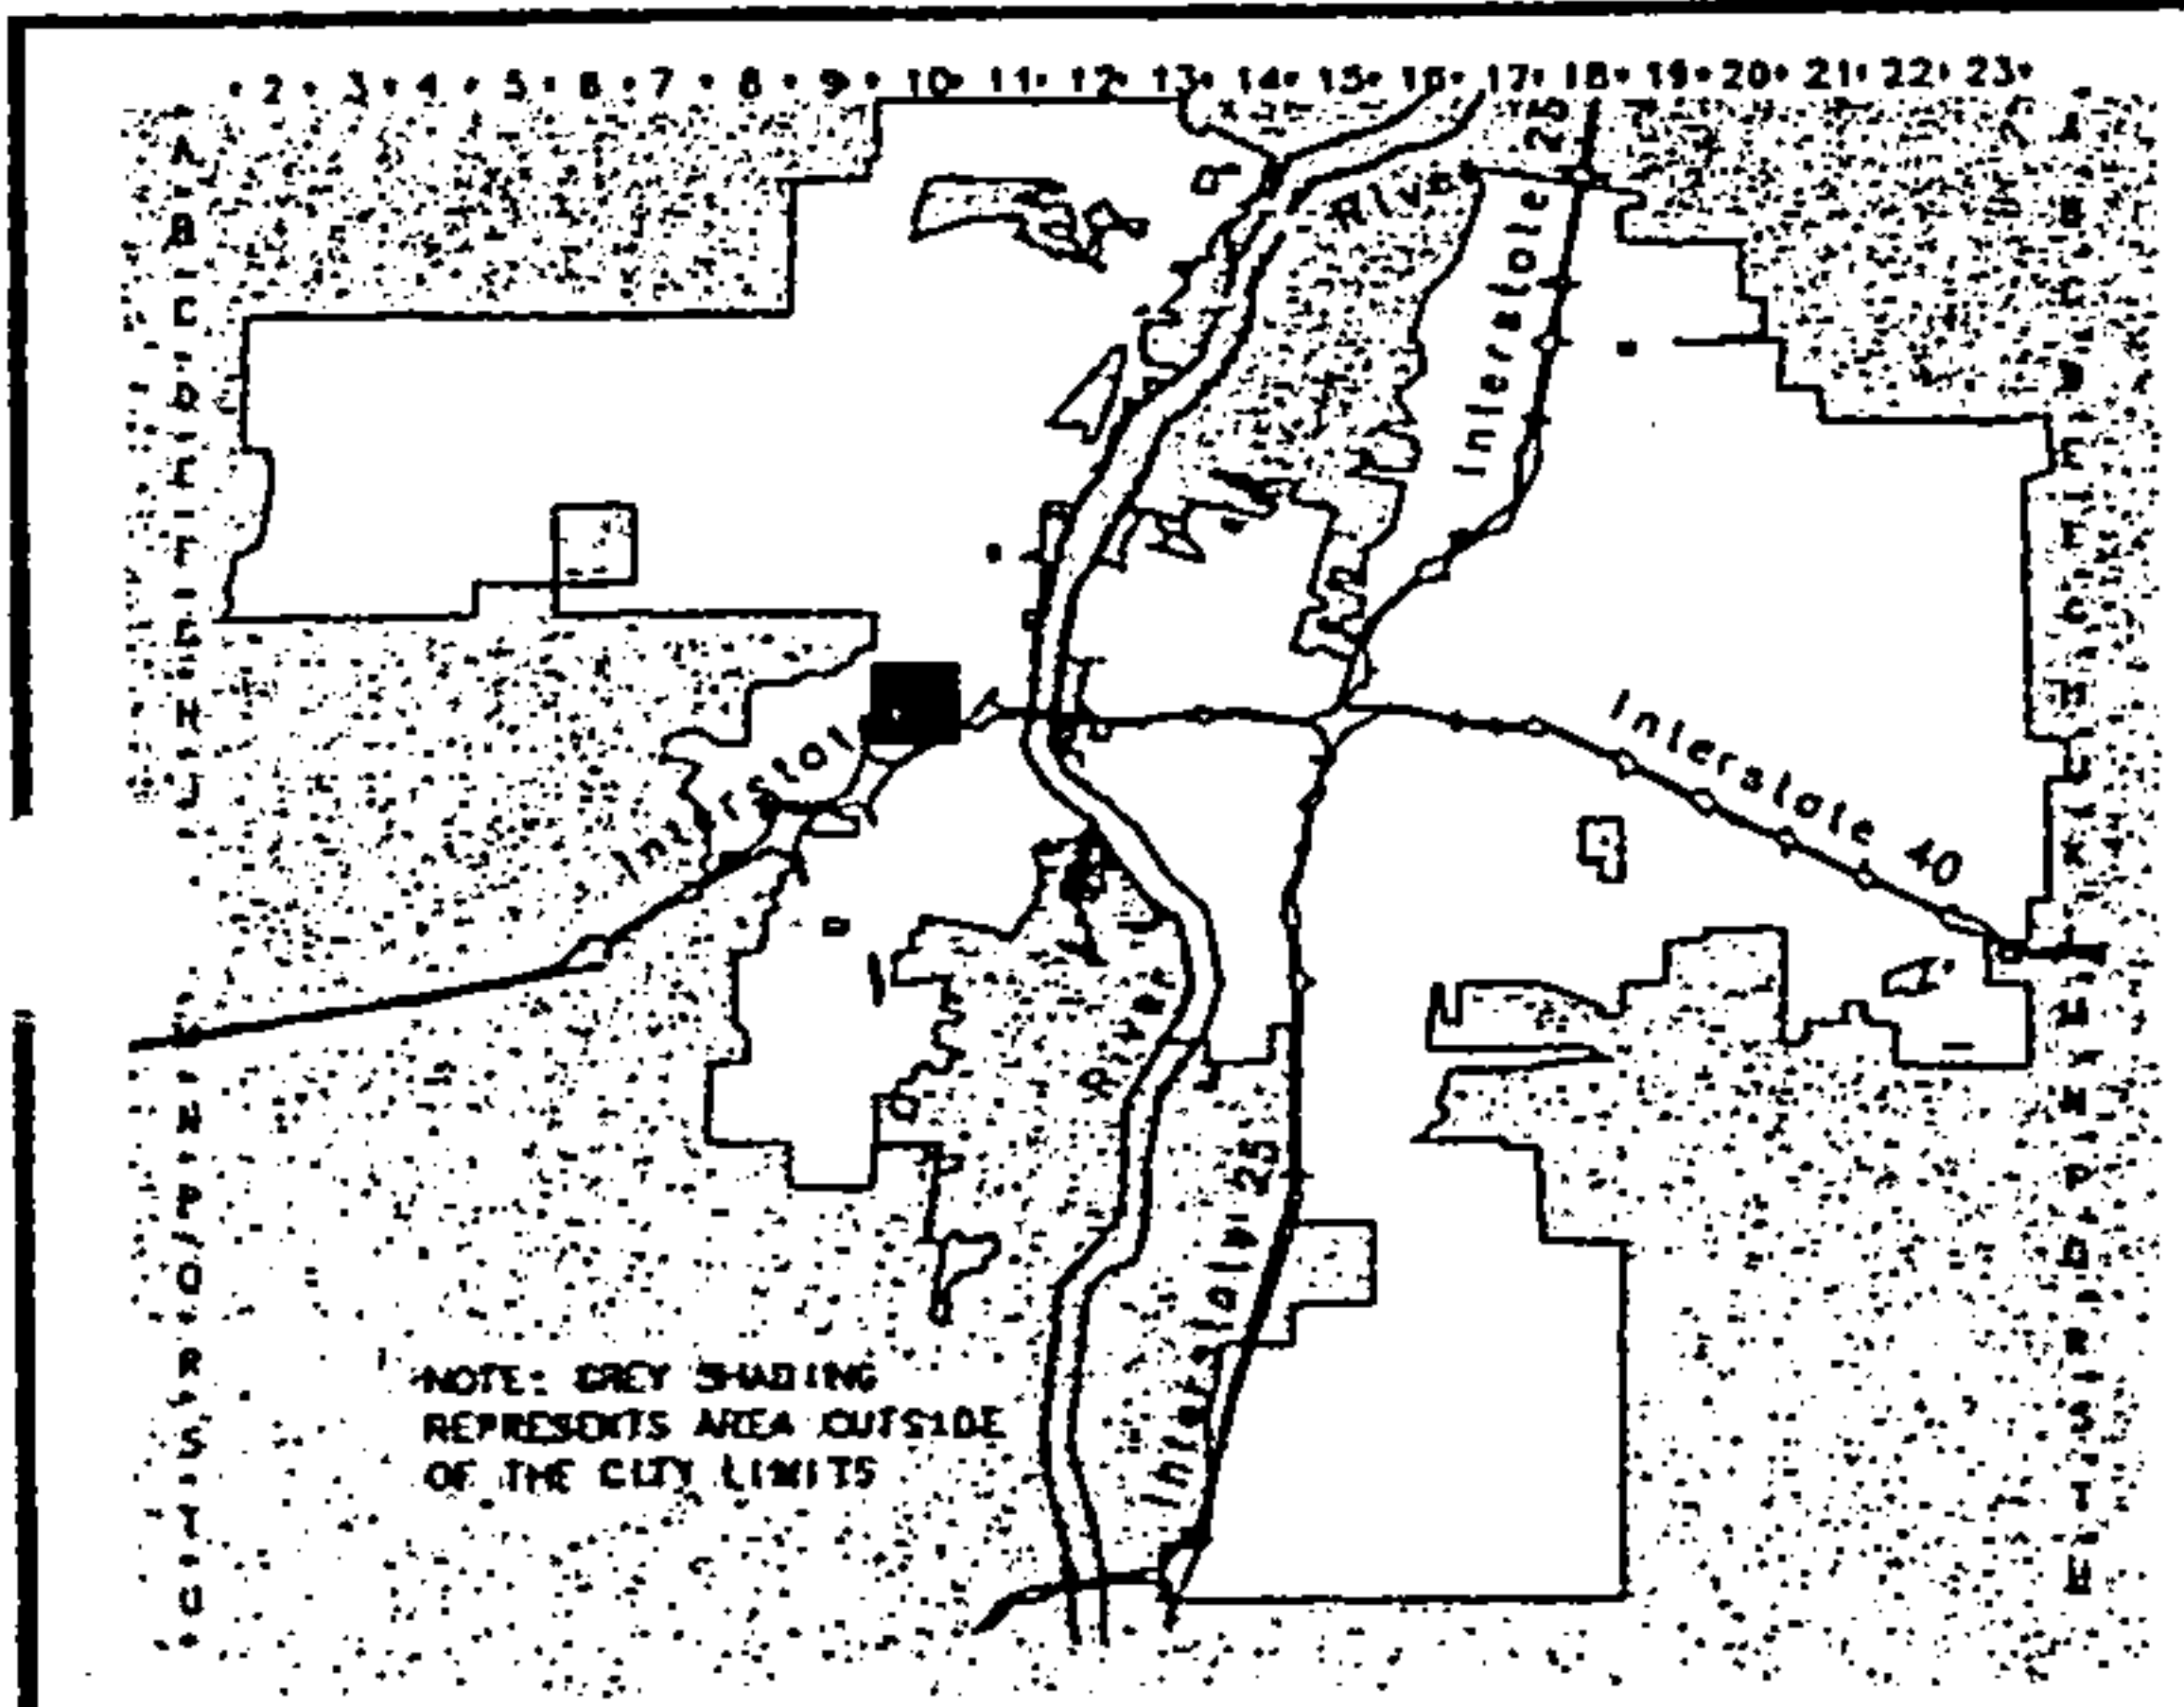 2 3 4 5 6 7 8 9 10 11 12 13 14 15 16 17 18 19 20 21 22 23
A
B
C
D
E
F
G
H
J
A
B
C
D
E
F
G
H
J
K
L
M
N
P
Q
R
S
T
N
P
Q
R
S
T
U
River
Interstate 25
Interstate 40
Interstate
River
25
NOTE: GREY SHADING
REPRESENTS AREA OUTSIDE
OF THE CITY LIMITS